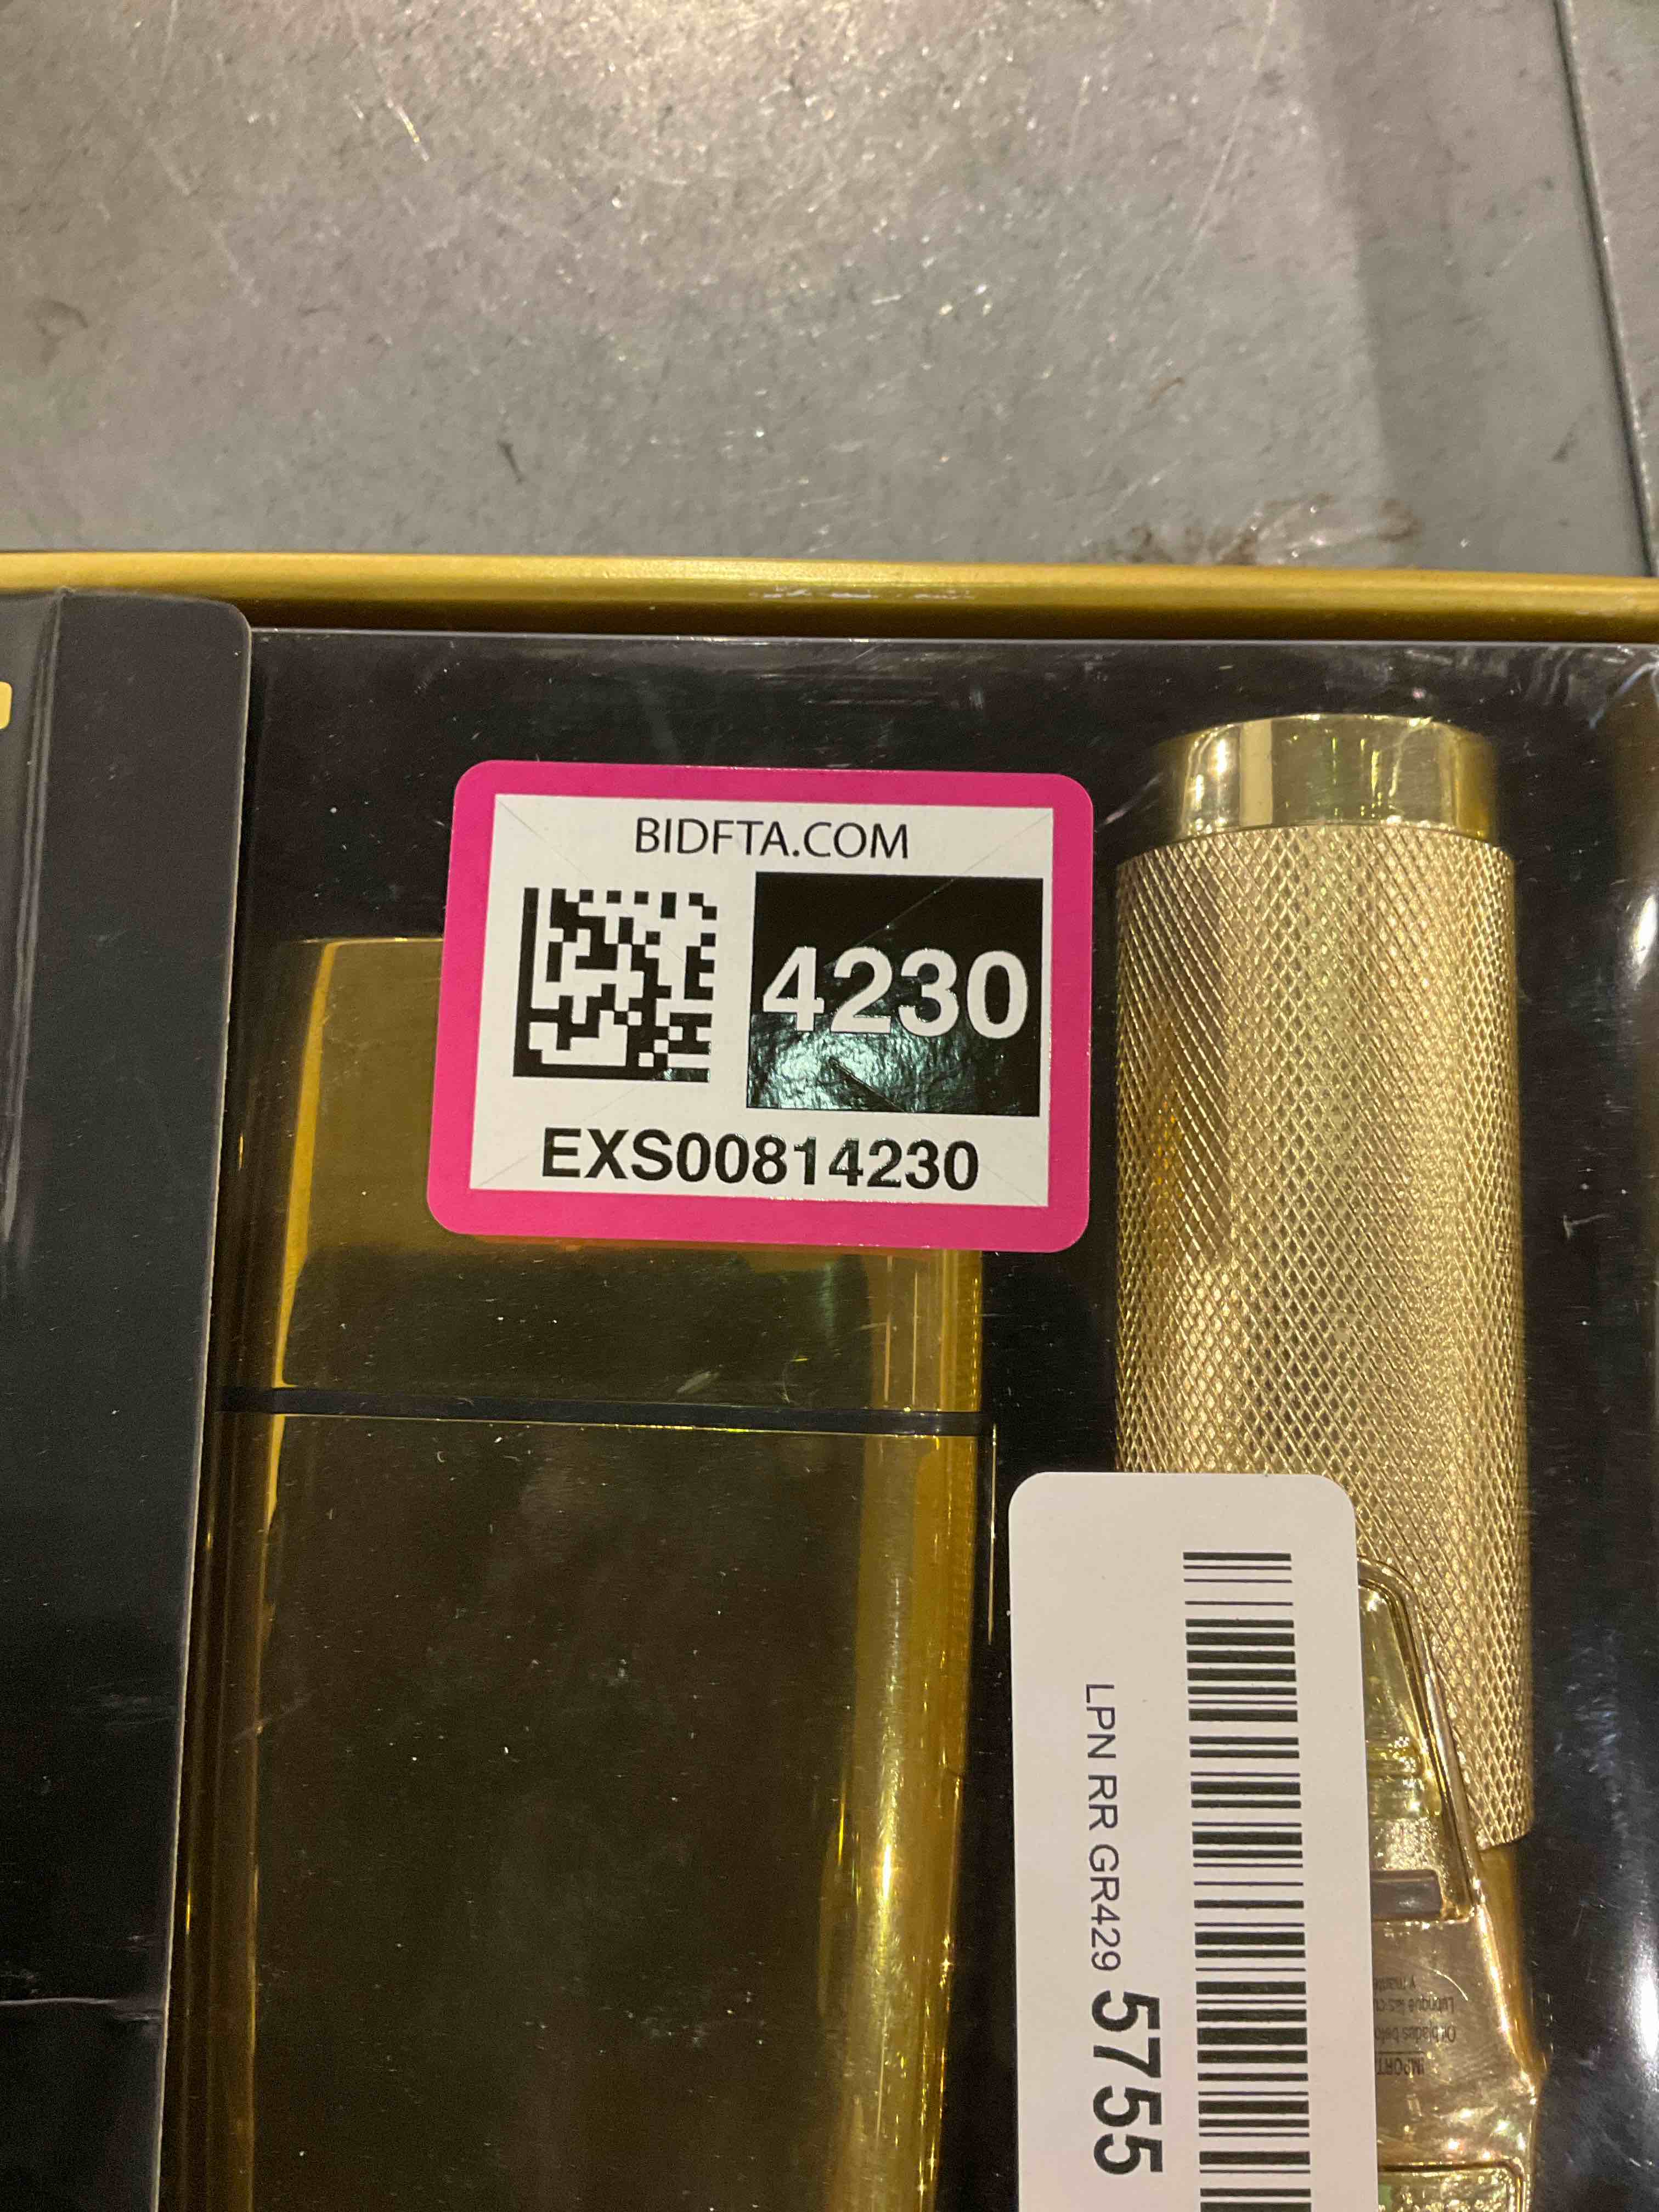 BIDFTA.COM
4230
EXS00814230
LPN RR GR429 5755